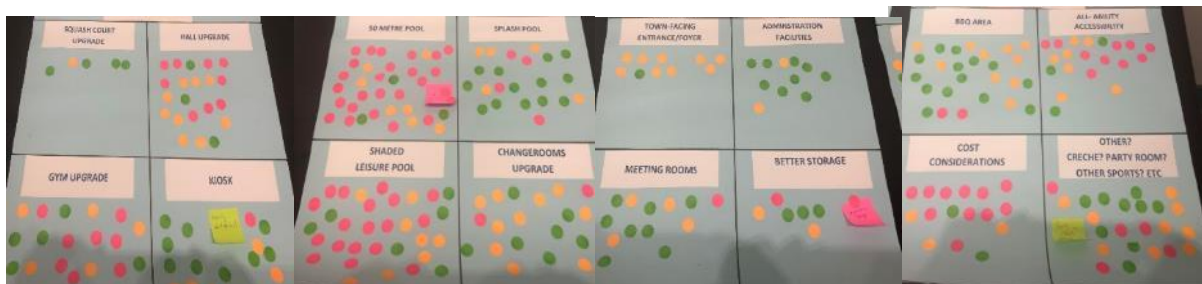 SQUASH COURT
UPGRADE
HALL UPGRADE
GYM UPGRADE
KIOSK
50 METRE POOL
SPLASH POOL
SHADED
LEISURE POOL
CHANGEROOMS
UPGRADE
TOWN-FACING
ENTRANCE/FOYER
ADMINSTRATION
FACILITIES
MEETING ROOMS
BETTER STORAGE
BBQ AREA
ALL- ABILITY
ACCESSIBILITY
COST
CONSIDERATIONS
OTHER?
CRECHE? PARTY ROOM?
OTHER SPORTS? ETC